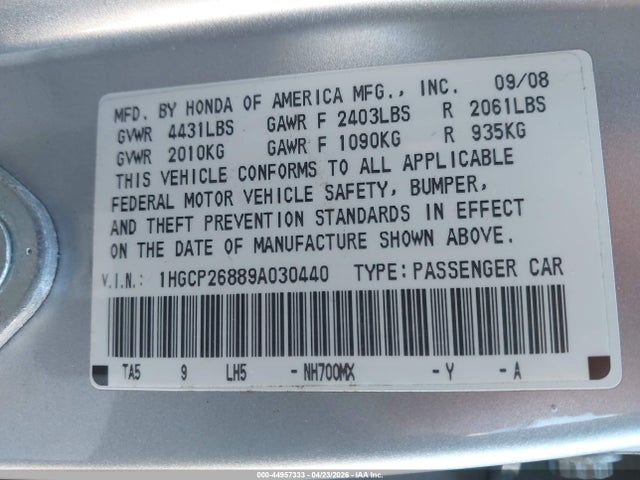 MFD. BY HONDA OF AMERICA MFG., INC. 09/08
GVWR 4431LBS GAWR F 2403LBS R 2061LBS
GVWR 2010KG GAWR F 1090KG R 935KG
THIS VEHICLE CONFORMS TO ALL APPLICABLE
FEDERAL MOTOR VEHICLE SAFETY, BUMPER,
AND THEFT PREVENTION STANDARDS IN EFFECT
ON THE DATE OF MANUFACTURE SHOWN ABOVE.
V.I.N.: 1HGCP26889A030440 TYPE: PASSENGER CAR
TA5 9 LH5 - NH700MX - Y - A
000-44957333 - 04/23/2026 - IAA Inc.